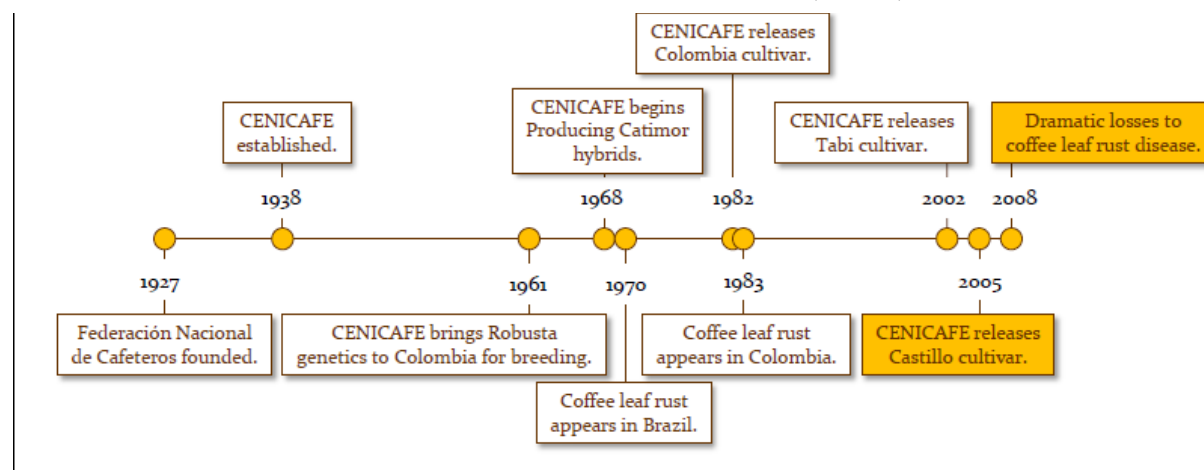 CENICAFE releases
Colombia cultivar.
CENICAFE
established.
CENICAFE begins
Producing Catimor
hybrids.
CENICAFE releases
Tabi cultivar.
Dramatic losses to
coffee leaf rust disease.
1938
1968
1982
2002
2008
1927
1961
1970
1983
2005
Federación Nacional
de Cafeteros founded.
CENICAFE brings Robusta
genetics to Colombia for breeding.
Coffee leaf rust
appears in Brazil.
Coffee leaf rust
appears in Colombia.
CENICAFE releases
Castillo cultivar.